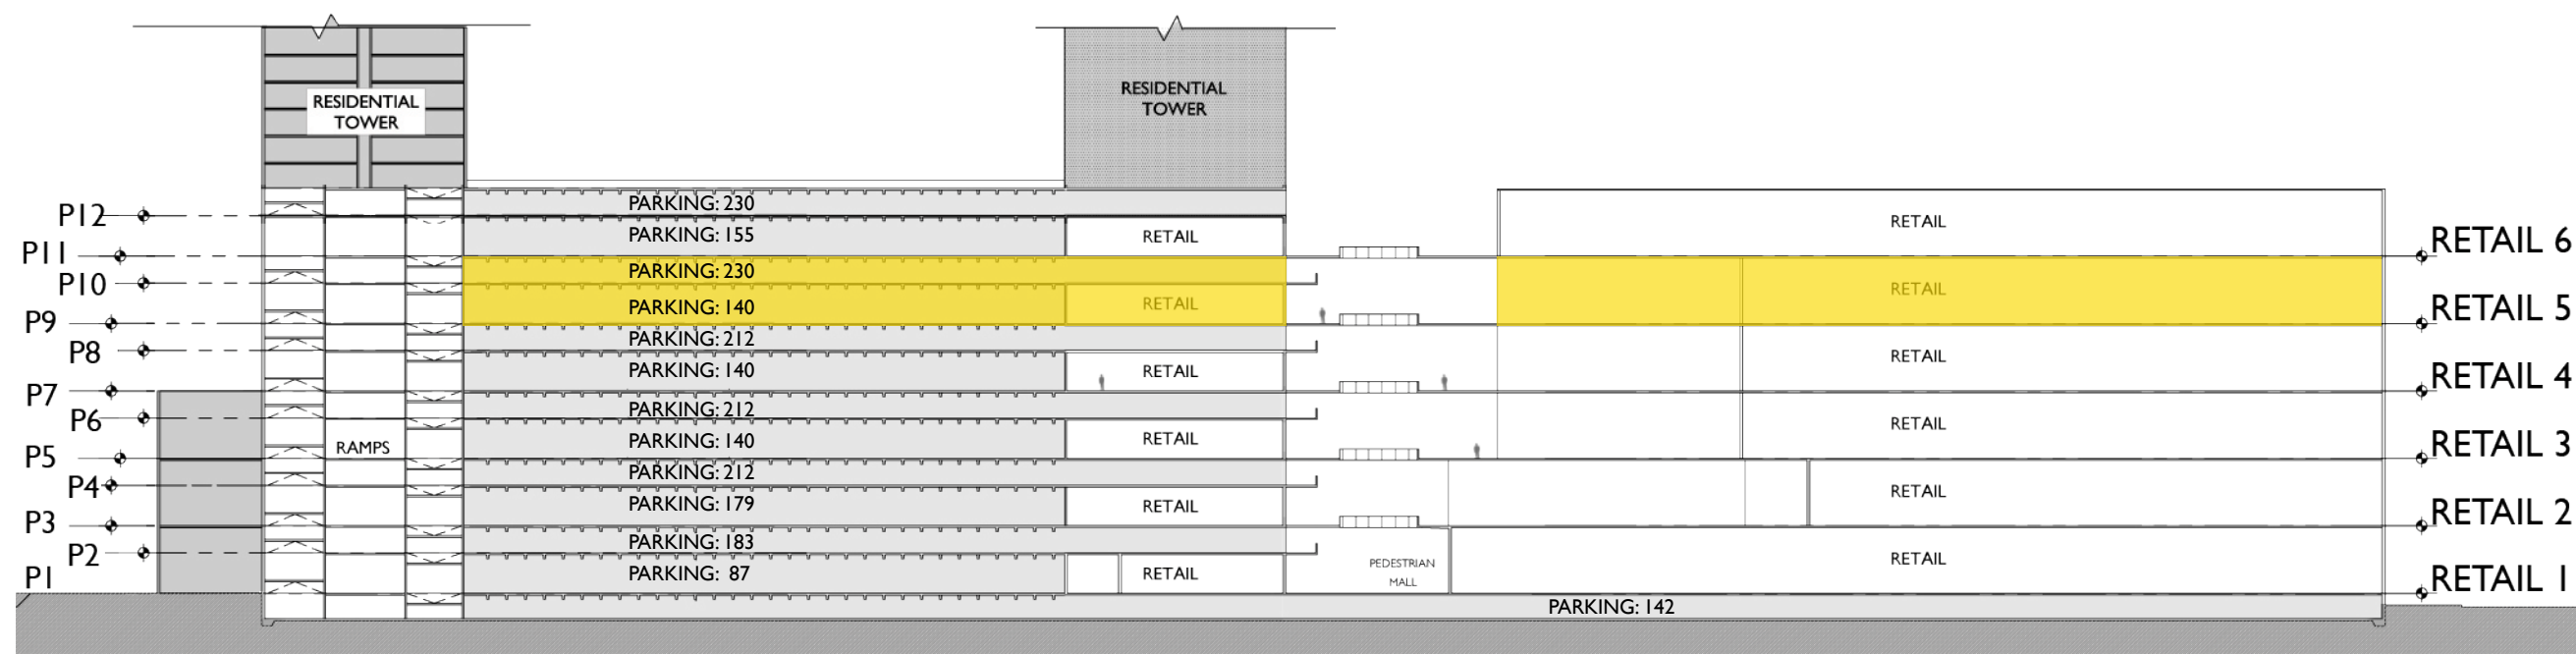 RESIDENTIAL
TOWER
RESIDENTIAL
TOWER
P12
PARKING: 230
RETAIL
P11
PARKING: 155
RETAIL
RETAIL 6
P10
PARKING: 230
RETAIL
P9
PARKING: 140
RETAIL
RETAIL 5
P8
PARKING: 212
RETAIL
P7
PARKING: 140
RETAIL
RETAIL 4
P6
PARKING: 212
RETAIL
P5
RAMPS
PARKING: 140
RETAIL
RETAIL 3
P4
PARKING: 212
RETAIL
P3
PARKING: 179
RETAIL
RETAIL 2
P2
PARKING: 183
RETAIL
P1
PARKING: 87
RETAIL
PEDESTRIAN
MALL
RETAIL 1
PARKING: 142